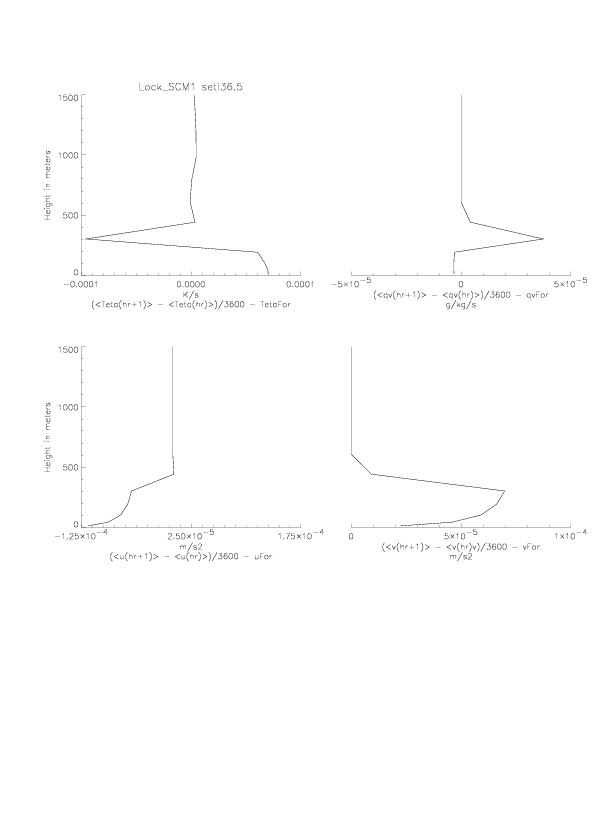 Lock_SCM1 setI36.5
1500
1000
500
0
Height in meters
-0.0001 0.0000 0.0001
K/s
(<Teta(hr+1)> - <Teta(hr)>)/3600 - TetaFor
-5×10⁻⁵ 0 5×10⁻⁵
(<qv(hr+1)> - <qv(hr)>)/3600 - qvFor
g/kg/s
1500
1000
500
0
Height in meters
-1.25×10⁻⁴ 2.50×10⁻⁵ 1.75×10⁻⁴
m/s2
(<u(hr+1)> - <u(hr)>)/3600 - uFor
0 5×10⁻⁵ 1×10⁻⁴
(<v(hr+1)> - <v(hr)v)/3600 - vFor
m/s2